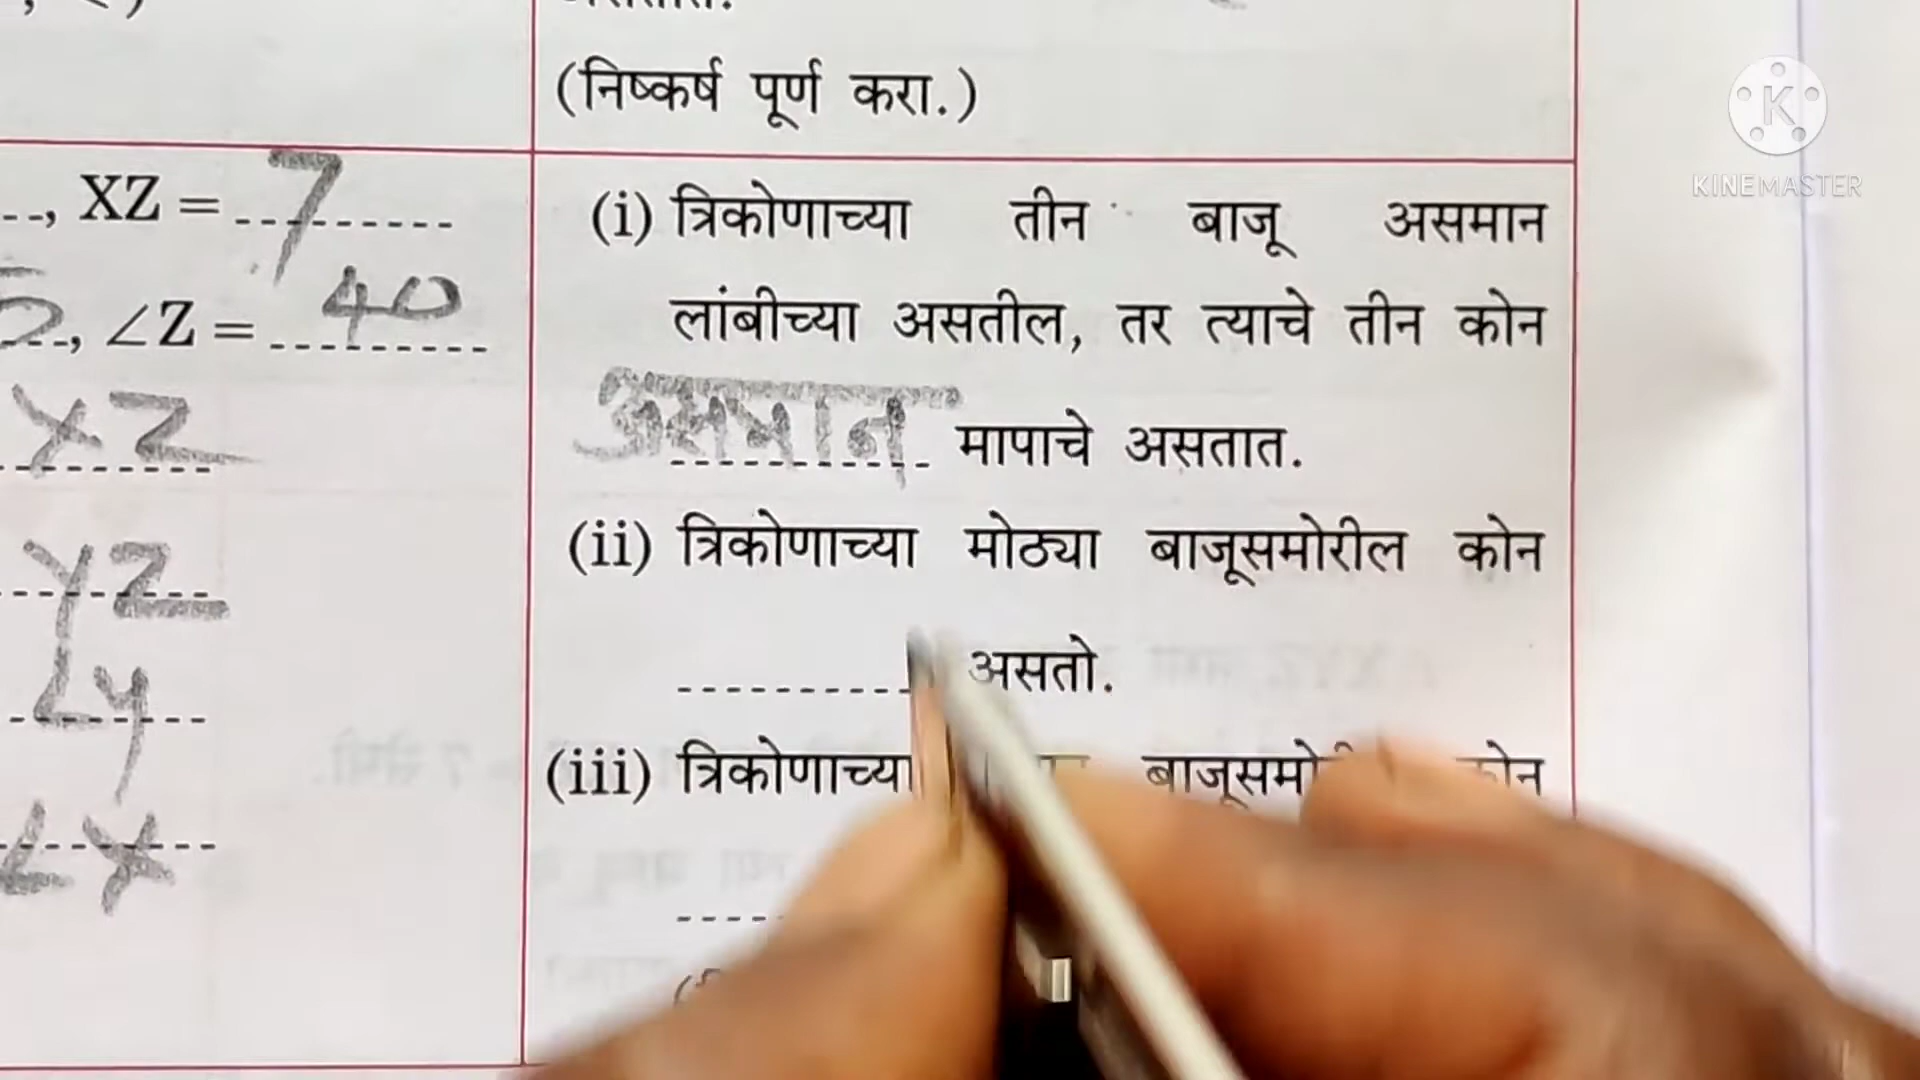 (निष्कर्ष पूर्ण करा.)
XZ = 7
(i) त्रिकोणाच्या तीन बाजू असमान
∠Z = 40
लांबीच्या असतील, तर त्याचे तीन कोन
XZ
असमान मापाचे असतात.
(ii) त्रिकोणाच्या मोठ्या बाजूसमोरील कोन
YZ
असतो.
∠y
(iii) त्रिकोणाच्या कोन
∠x
KINEMASTER